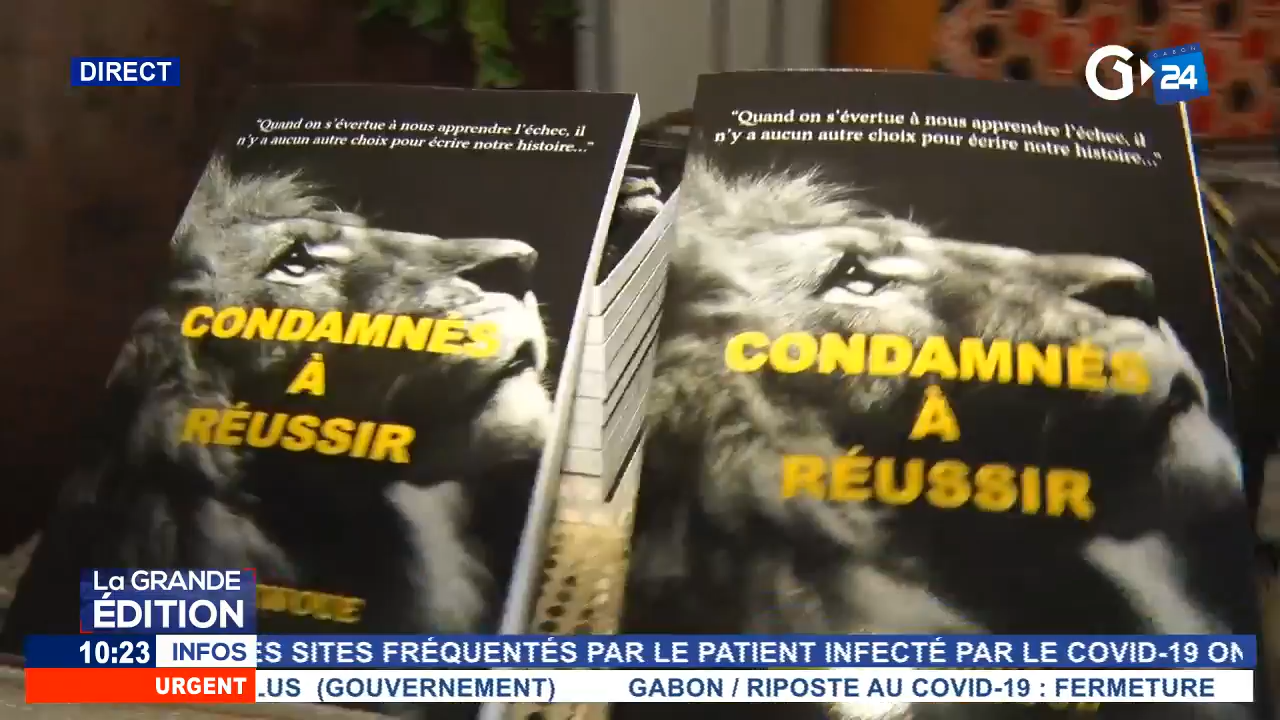 DIRECT
GABON
G 24
"Quand on s'évertue à nous apprendre l'échec, il
n'y a aucun autre choix pour écrire notre histoire..."
CONDAMNÉS
À
RÉUSSIR
"Quand on s'évertue à nous apprendre l'échec, il
n'y a aucun autre choix pour écrire notre histoire..."
CONDAMNÉS
À
RÉUSSIR
La GRANDE
ÉDITION
10:23 INFOS ES SITES FRÉQUENTÉS PAR LE PATIENT INFECTÉ PAR LE COVID-19 ON
URGENT LUS (GOUVERNEMENT) GABON / RIPOSTE AU COVID-19 : FERMETURE